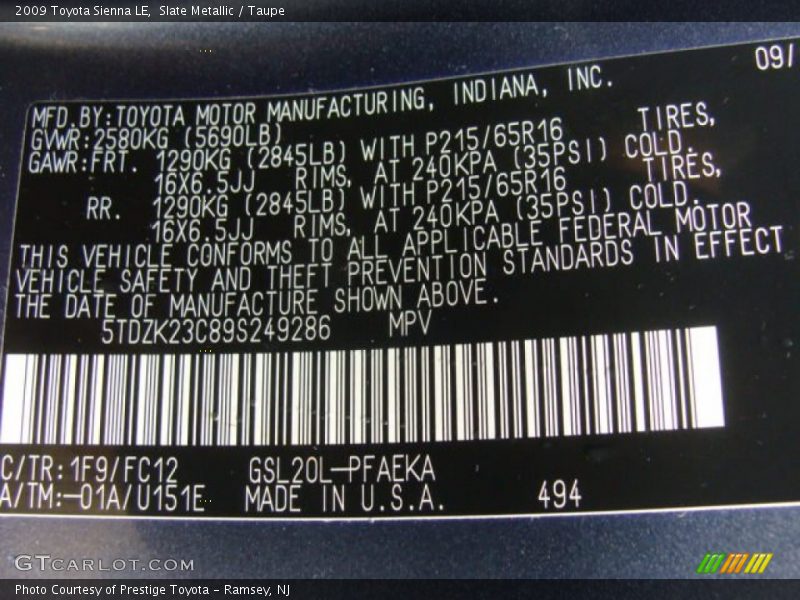 2009 Toyota Sienna LE,  Slate Metallic / Taupe
09/
MFD.BY:TOYOTA MOTOR MANUFACTURING, INDIANA, INC.
GVWR:2580KG (5690LB)
GAWR:FRT. 1290KG (2845LB) WITH P215/65R16 TIRES,
16X6.5JJ RIMS, AT 240KPA (35PSI) COLD.
RR. 1290KG (2845LB) WITH P215/65R16 TIRES,
16X6.5JJ RIMS, AT 240KPA (35PSI) COLD.
THIS VEHICLE CONFORMS TO ALL APPLICABLE FEDERAL MOTOR
VEHICLE SAFETY AND THEFT PREVENTION STANDARDS IN EFFECT
THE DATE OF MANUFACTURE SHOWN ABOVE.
5TDZK23C89S249286 MPV
C/TR:1F9/FC12 GSL20L-PFAEKA
A/TM:-01A/U151E MADE IN U.S.A. 494
GTCARLOT.COM
Photo Courtesy of Prestige Toyota - Ramsey, NJ